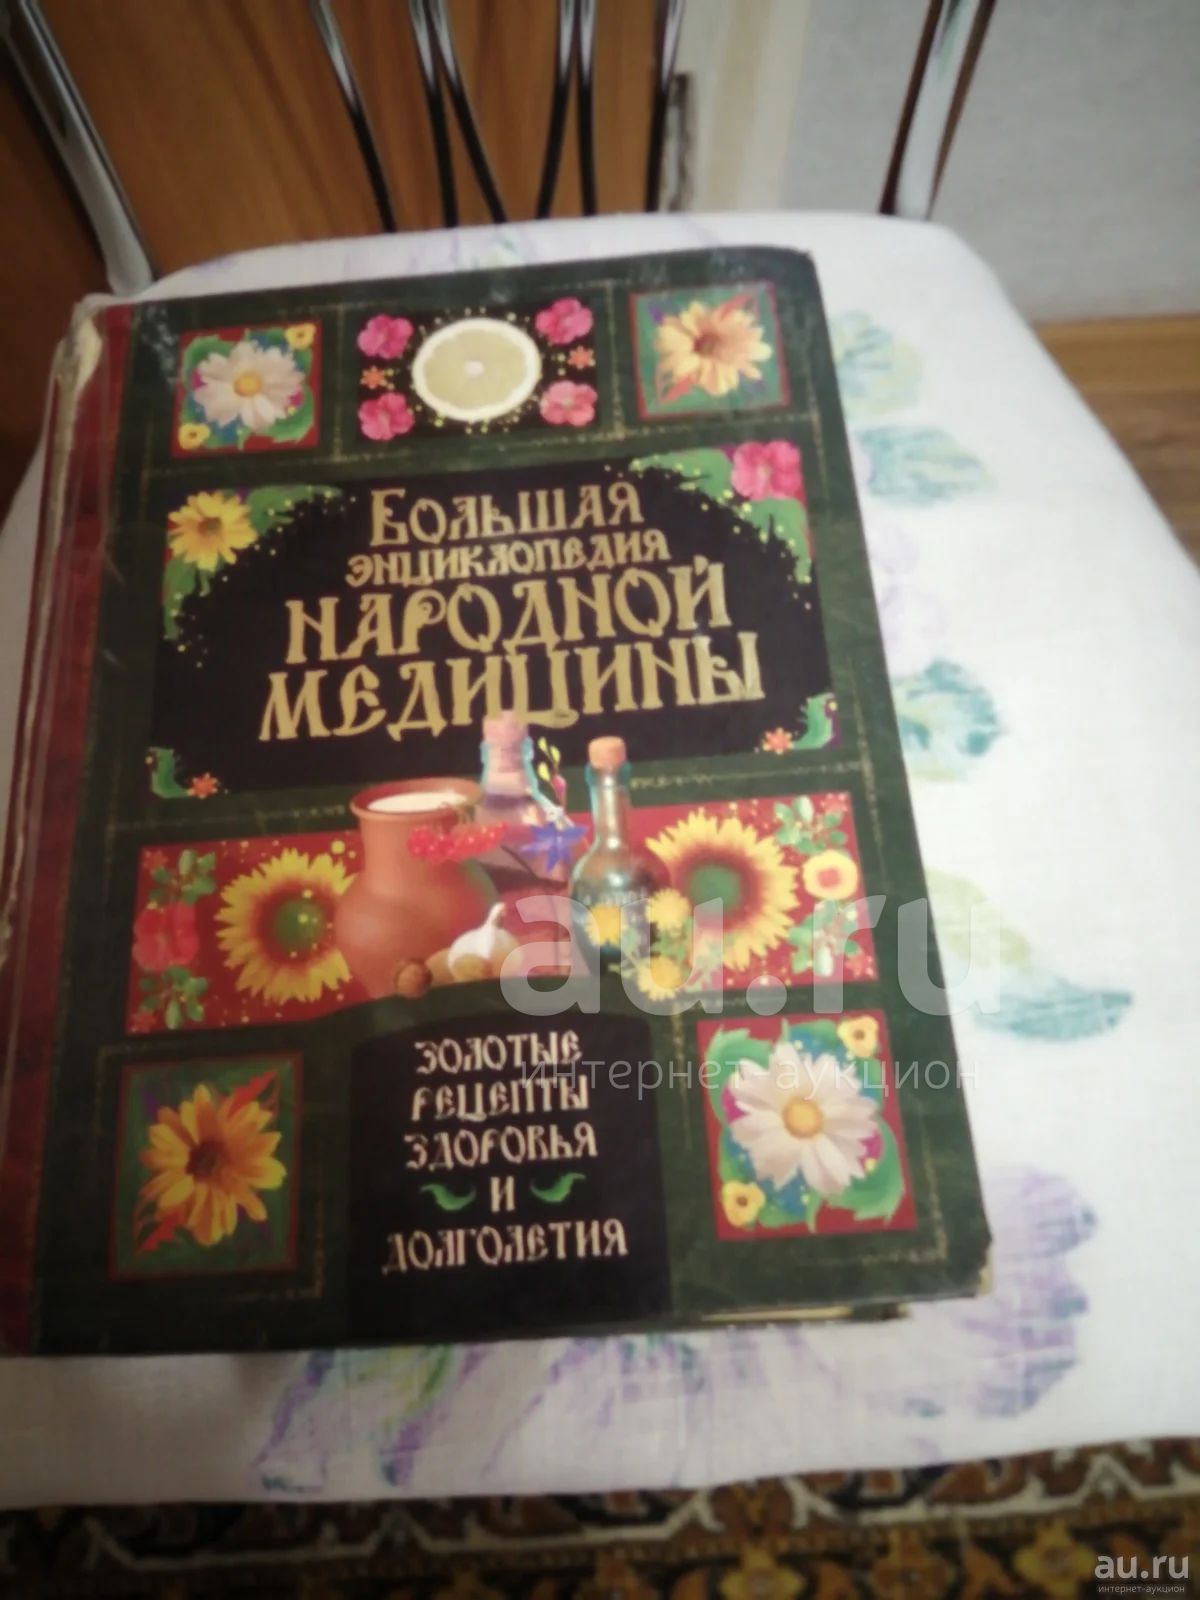 Большая
энциклопедия
народной
медицины
au.ru
интернет-аукцион
золотые
рецепты
здоровья
и
долголетия
au.ru
интернет-аукцион